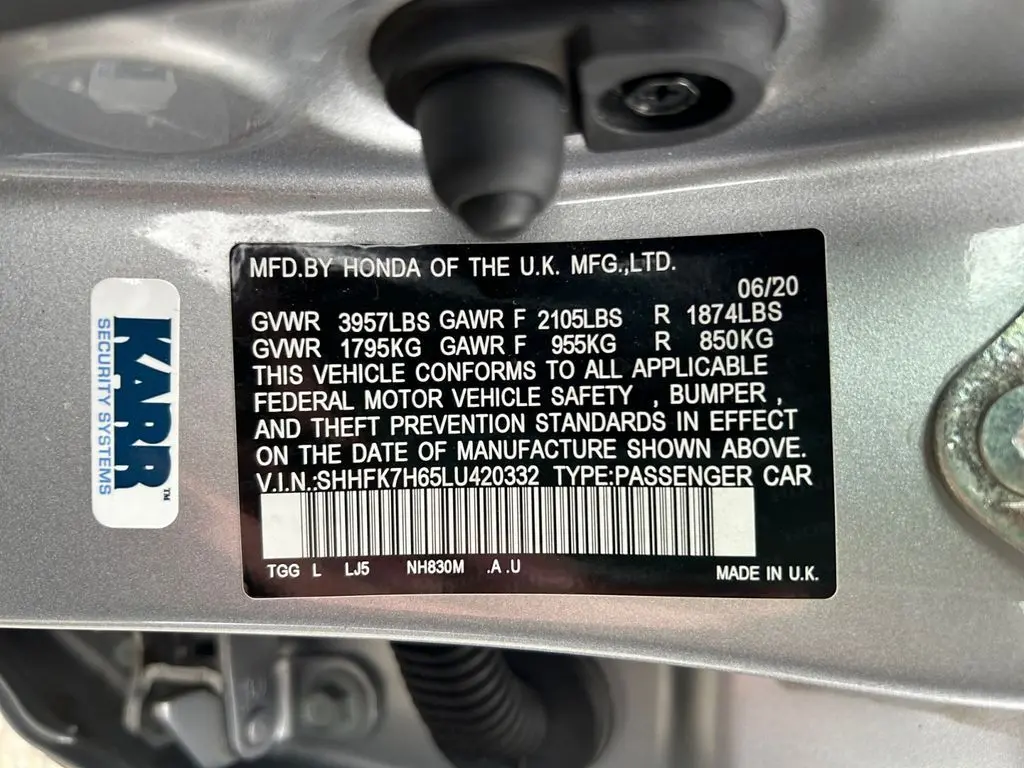 MFD.BY HONDA OF THE U.K. MFG.,LTD.
06/20
GVWR 3957LBS GAWR F 2105LBS R 1874LBS
GVWR 1795KG GAWR F 955KG R 850KG
THIS VEHICLE CONFORMS TO ALL APPLICABLE
FEDERAL MOTOR VEHICLE SAFETY , BUMPER ,
AND THEFT PREVENTION STANDARDS IN EFFECT
ON THE DATE OF MANUFACTURE SHOWN ABOVE.
V.I.N.:SHHFK7H65LU420332 TYPE:PASSENGER CAR
TGG L LJ5 NH830M .A .U
MADE IN U.K.
KARR™
SECURITY SYSTEMS